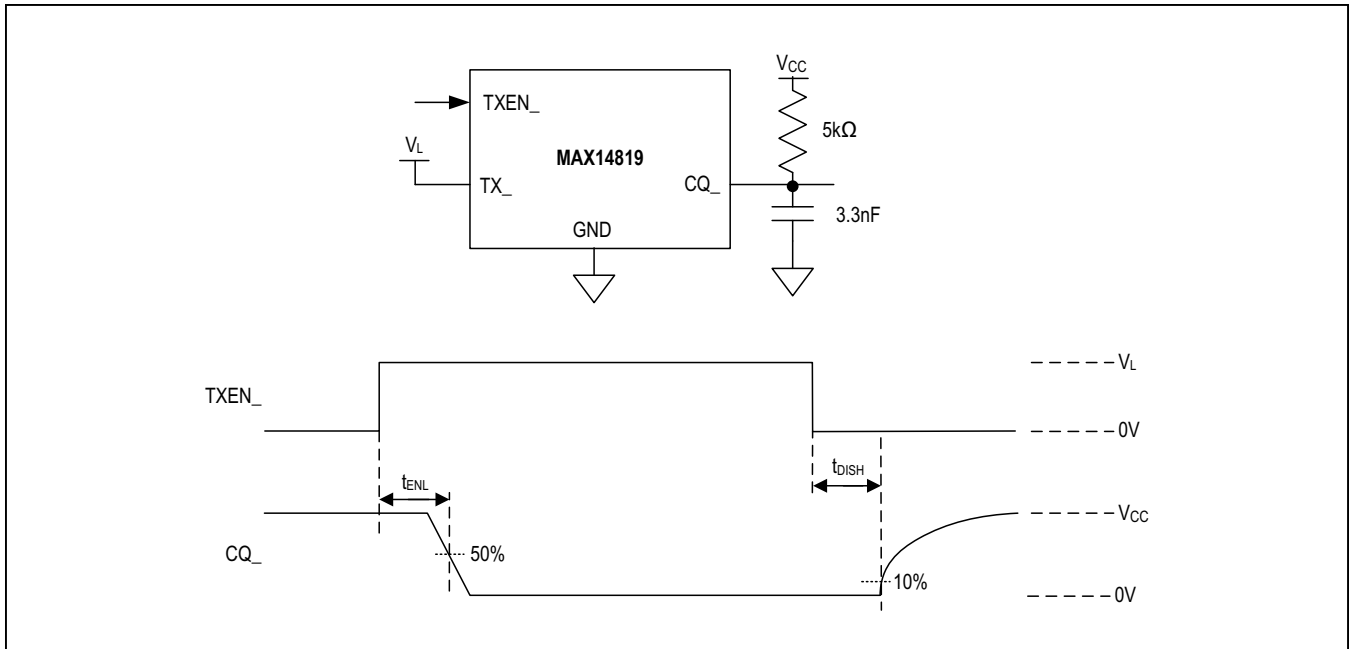 VCC
TXEN_
5kΩ
VL
MAX14819
TX_
CQ_
3.3nF
GND
VL
TXEN_
0V
tENL
tDISH
VCC
CQ_
50%
10%
0V